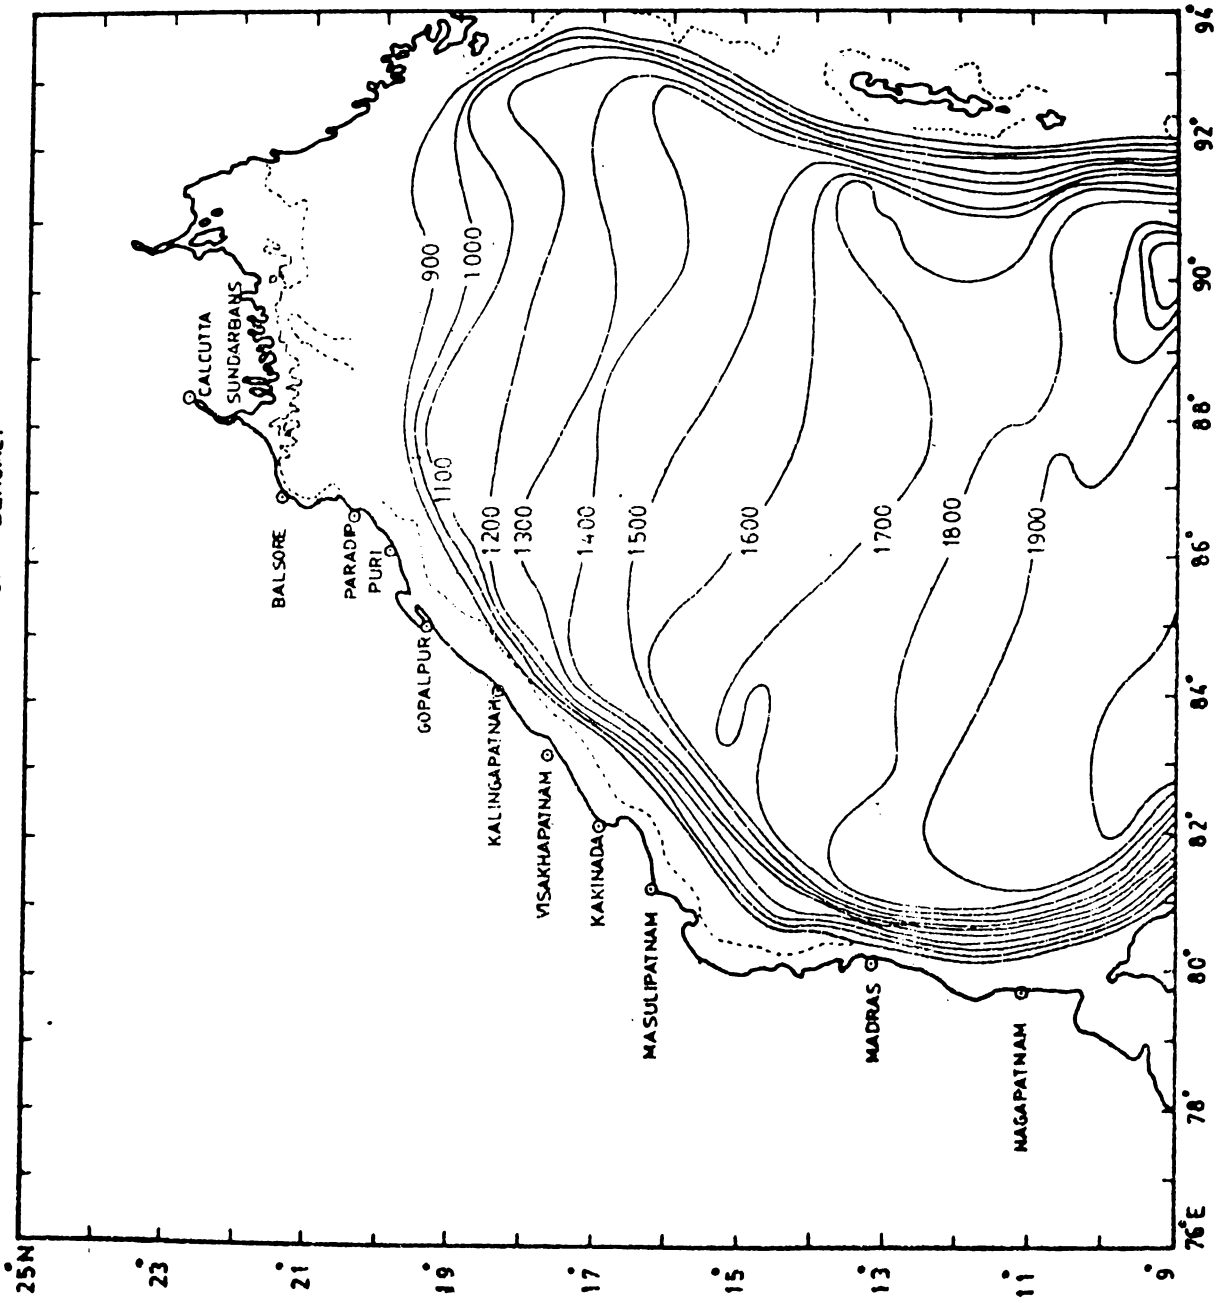 CALCUTTA
SUNDARBANS
BALSORE
PARADIP
PURI
GOPALPUR
KALINGAPATNAM
VISAKHAPATNAM
KAKINADA
MASULIPATNAM
MADRAS
NAGAPATNAM
900
1000
1100
1200
1300
1400
1500
1600
1700
1800
1900
25°N
23°
21°
19°
17°
15°
13°
11°
9°
76°E
78°
80°
82°
84°
86°
88°
90°
92°
94°